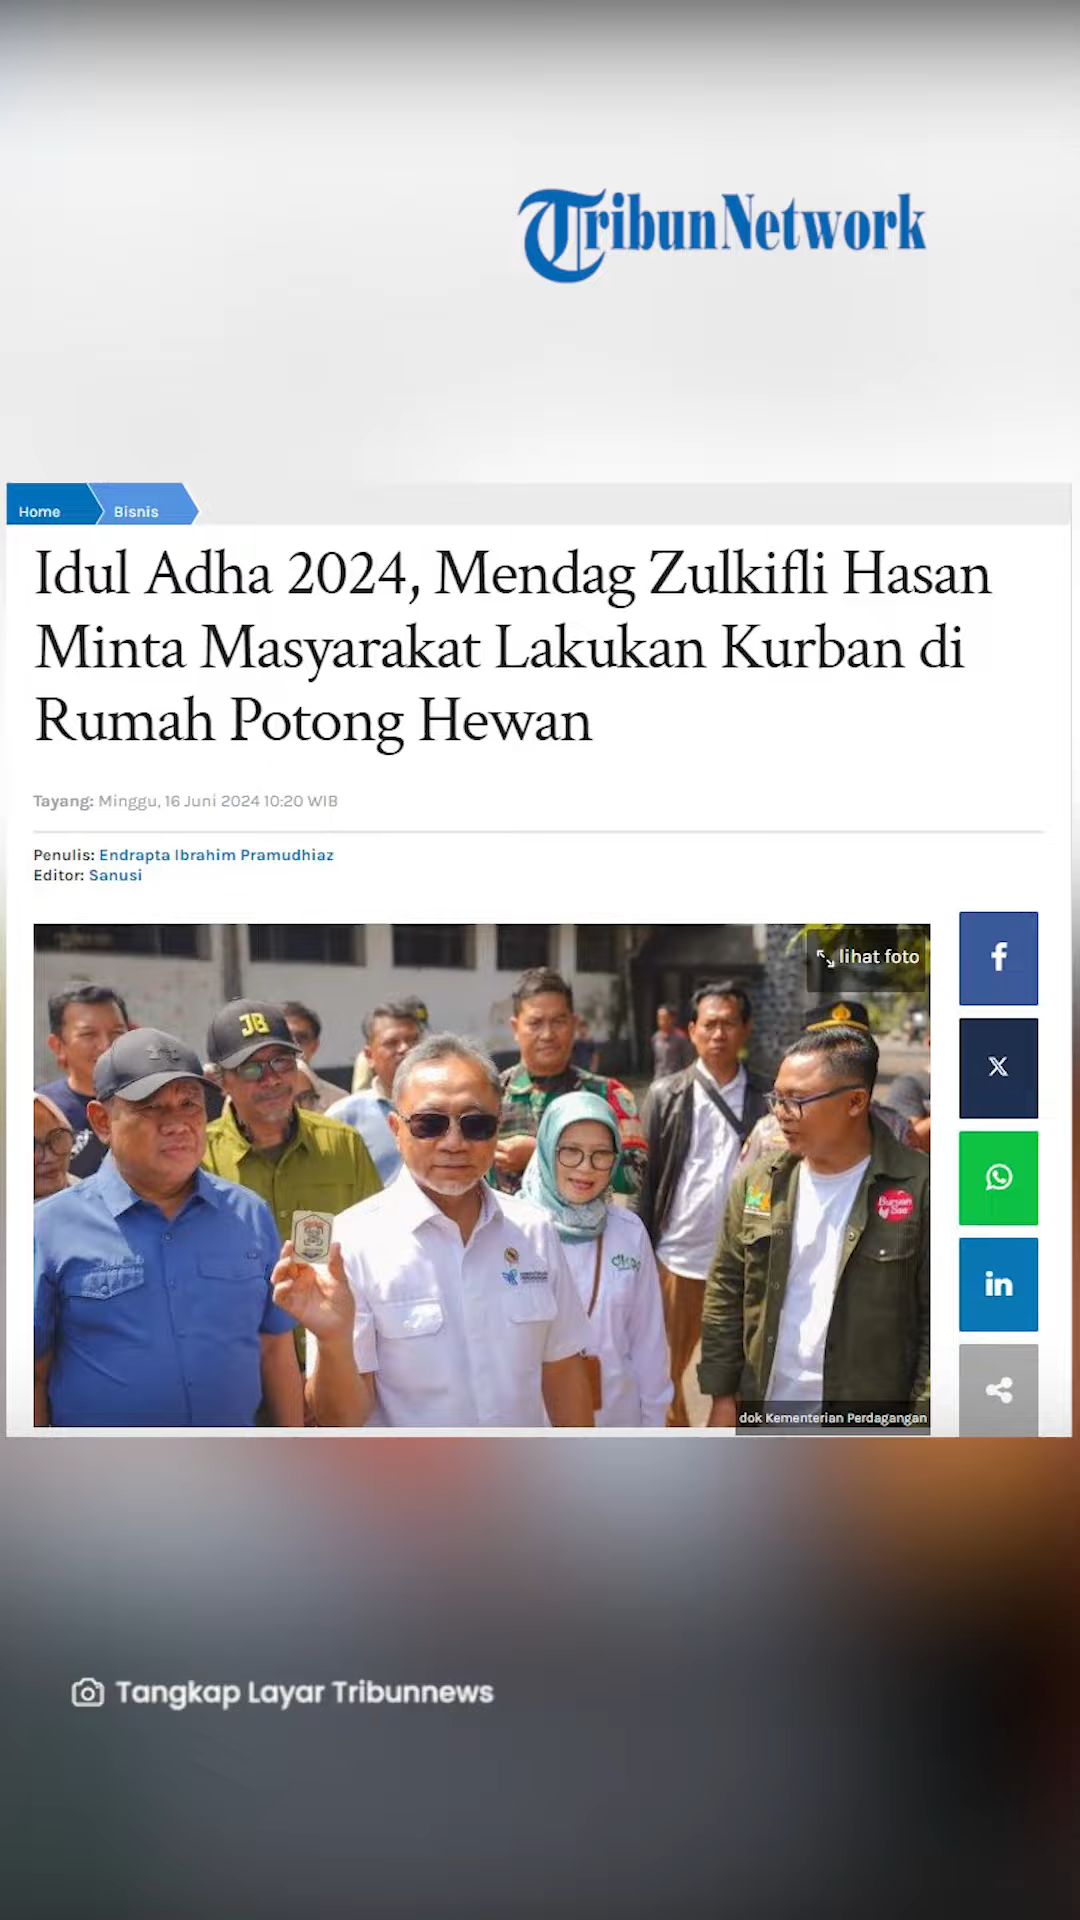 TribunNetwork
Home
Bisnis
Idul Adha 2024, Mendag Zulkifli Hasan
Minta Masyarakat Lakukan Kurban di
Rumah Potong Hewan
Tayang: Minggu, 16 Juni 2024 10:20 WIB
Penulis: Endrapta Ibrahim Pramudhiaz
Editor: Sanusi
lihat foto
JB
dok Kementerian Perdagangan
Tangkap Layar Tribunnews